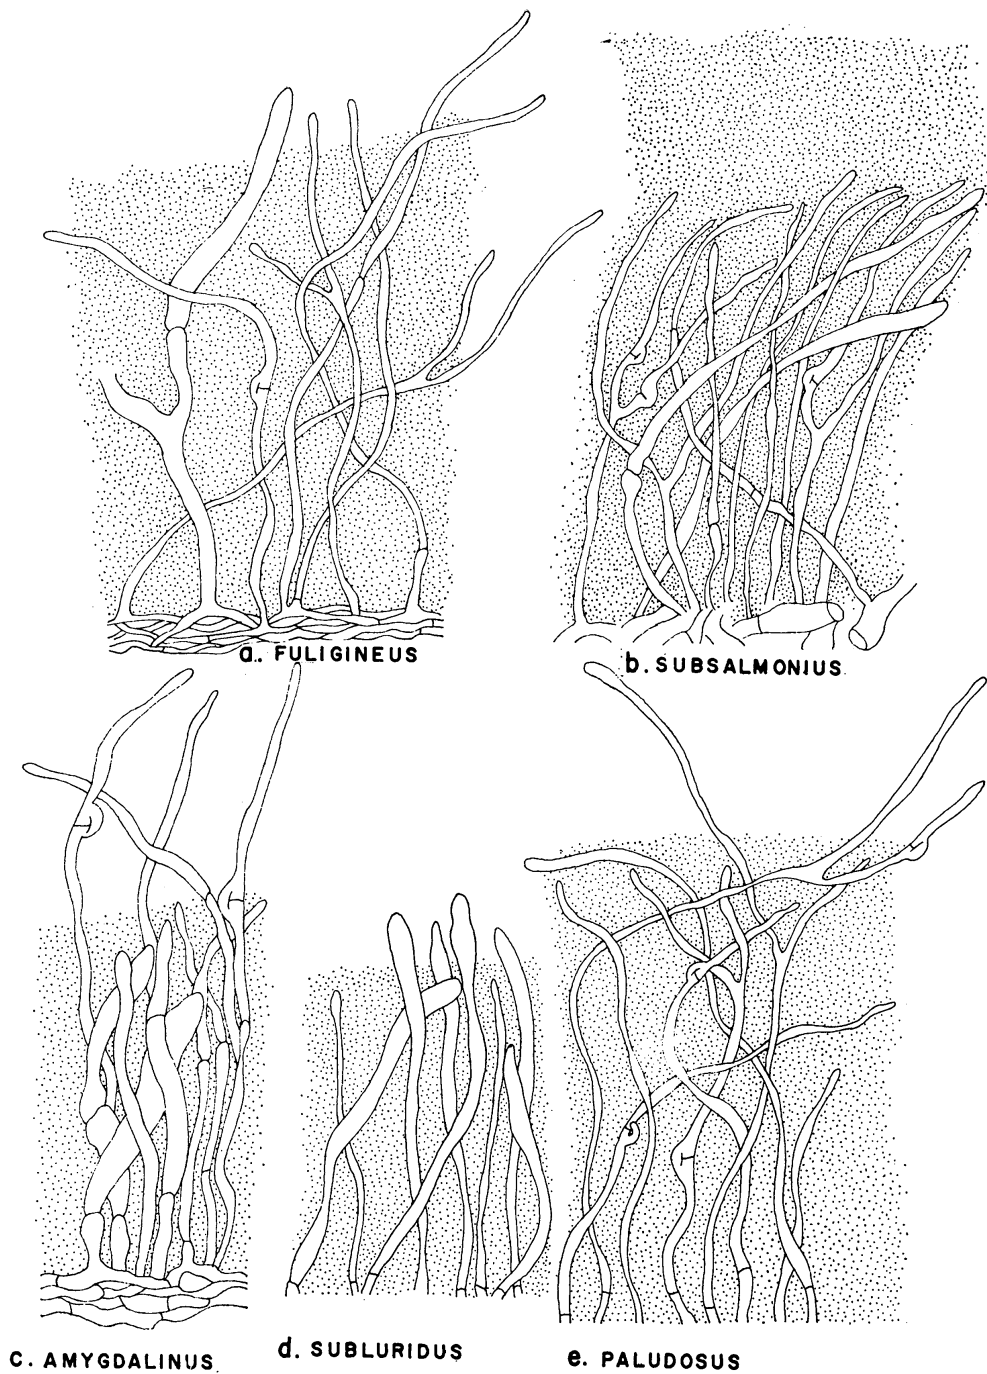 a. FULIGINEUS
b. SUBSALMONIUS
c. AMYGDALINUS
d. SUBLURIDUS
e. PALUDOSUS